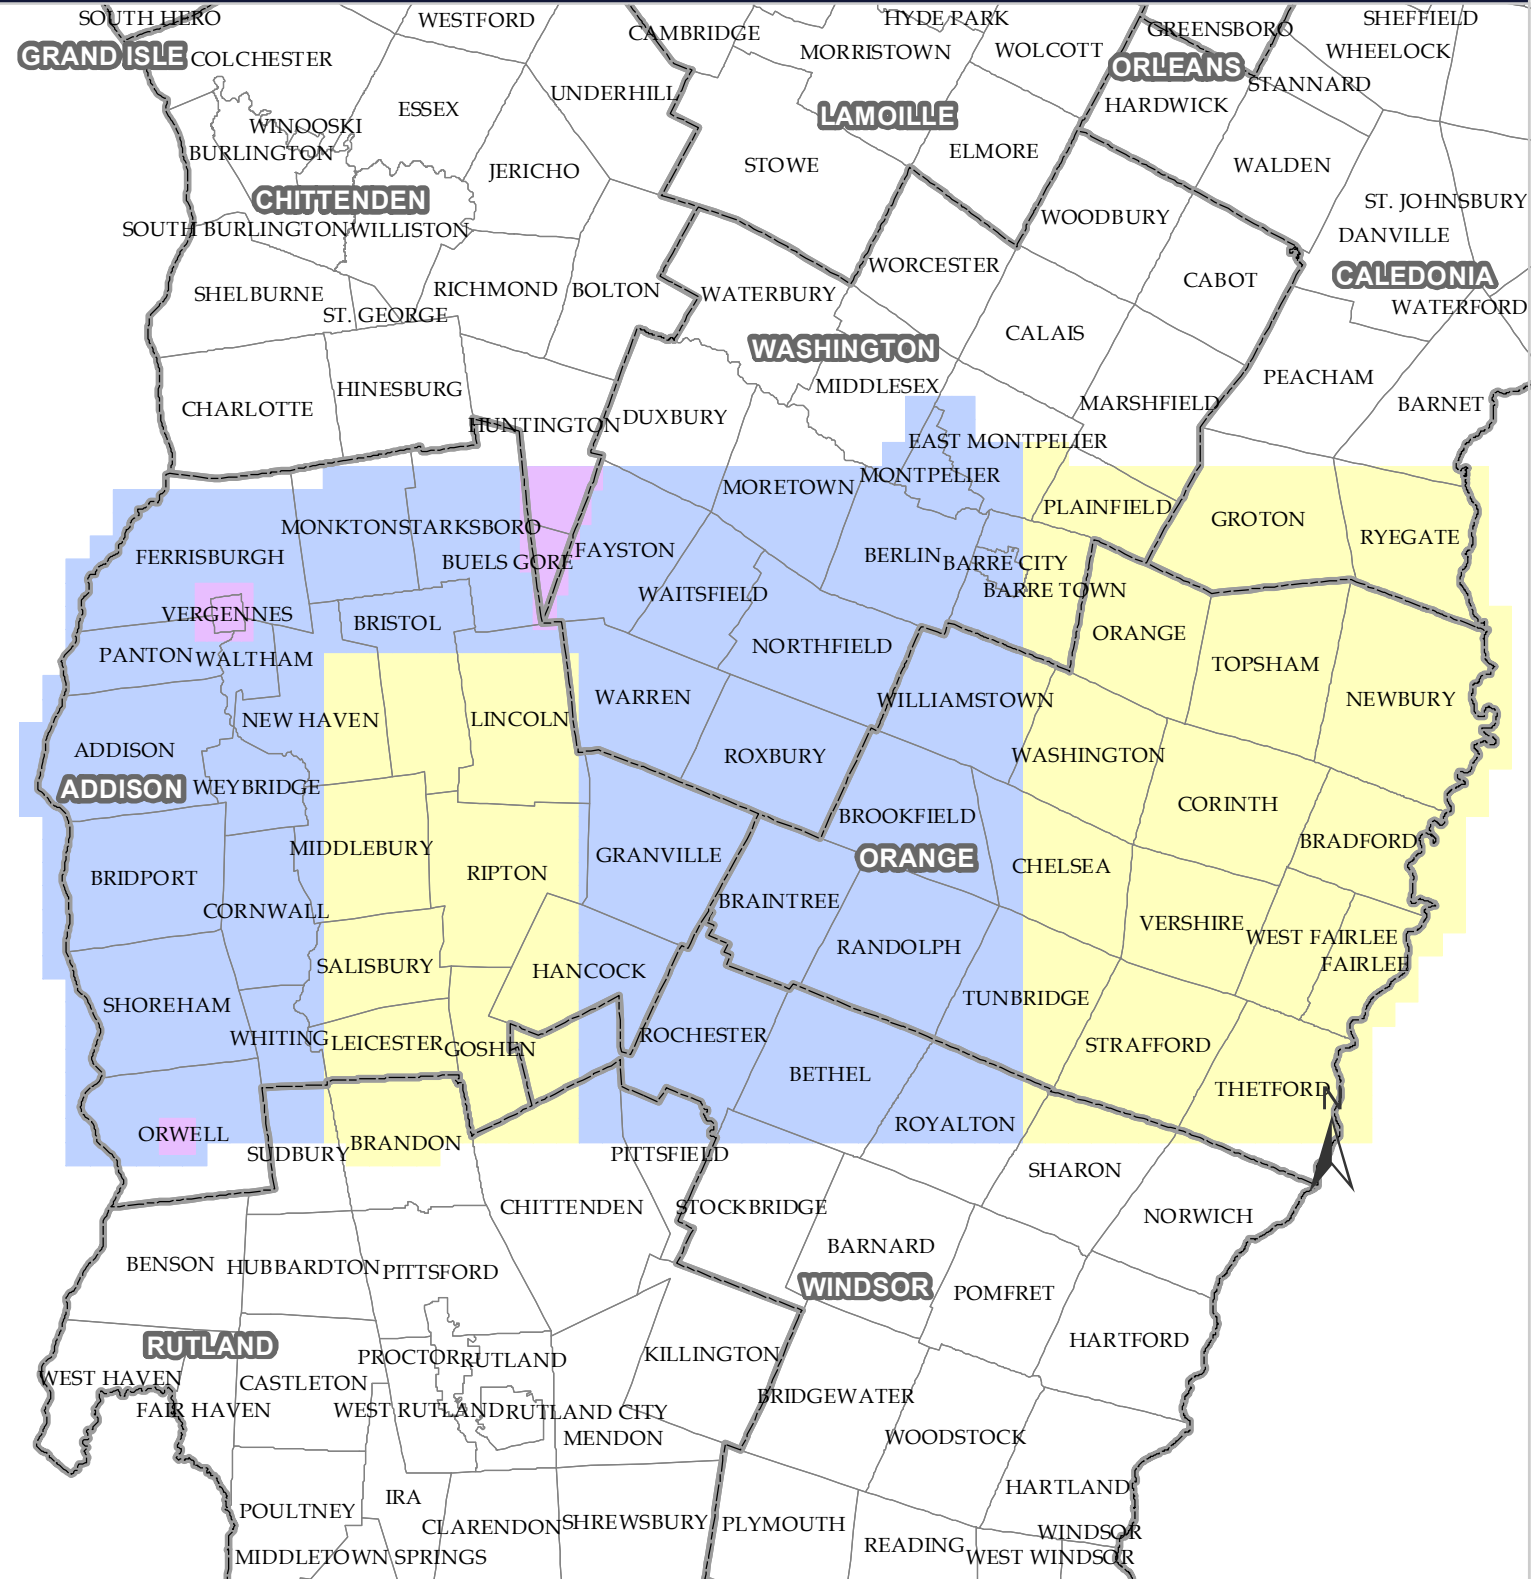 SOUTH HERO
WESTFORD
HYDE PARK
SHEFFIELD
CAMBRIDGE
GREENSBORO
GRAND ISLE
COLCHESTER
MORRISTOWN
WOLCOTT
WHEELOCK
ORLEANS
STANNARD
UNDERHILL
ESSEX
HARDWICK
LAMOILLE
WINOOSKI
BURLINGTON
ELMORE
JERICHO
STOWE
WALDEN
CHITTENDEN
ST. JOHNSBURY
WOODBURY
SOUTH BURLINGTON
WILLISTON
DANVILLE
WORCESTER
CALEDONIA
CABOT
SHELBURNE
RICHMOND
BOLTON
WATERBURY
WATERFORD
ST. GEORGE
CALAIS
WASHINGTON
PEACHAM
HINESBURG
MIDDLESEX
CHARLOTTE
MARSHFIELD
BARNET
HUNTINGTON
DUXBURY
EAST MONTPELIER
MONTPELIER
MORETOWN
PLAINFIELD
GROTON
MONKTON
STARKSBORO
RYEGATE
FERRISBURGH
BUELS GORE
FAYSTON
BERLIN
BARRE CITY
BARRE TOWN
WAITSFIELD
VERGENNES
BRISTOL
ORANGE
NORTHFIELD
PANTON
WALTHAM
TOPSHAM
WARREN
WILLIAMSTOWN
NEWBURY
NEW HAVEN
LINCOLN
ADDISON
ROXBURY
WASHINGTON
ADDISON
WEYBRIDGE
CORINTH
BROOKFIELD
BRADFORD
MIDDLEBURY
GRANVILLE
ORANGE
CHELSEA
RIPTON
BRIDPORT
BRAINTREE
CORNWALL
VERSHIRE
WEST FAIRLEE
RANDOLPH
FAIRLEE
SALISBURY
HANCOCK
TUNBRIDGE
SHOREHAM
WHITING
LEICESTER
GOSHEN
ROCHESTER
STRAFFORD
BETHEL
THETFORD
N
ROYALTON
ORWELL
BRANDON
SUDBURY
PITTSFIELD
SHARON
CHITTENDEN
STOCKBRIDGE
NORWICH
BARNARD
BENSON
HUBBARDTON
PITTSFORD
WINDSOR
POMFRET
HARTFORD
RUTLAND
PROCTOR
RUTLAND
KILLINGTON
WEST HAVEN
CASTLETON
BRIDGEWATER
FAIR HAVEN
WEST RUTLAND
RUTLAND CITY
MENDON
WOODSTOCK
HARTLAND
IRA
POULTNEY
CLARENDON
SHREWSBURY
PLYMOUTH
WINDSOR
READING
MIDDLETOWN SPRINGS
WEST WINDSOR